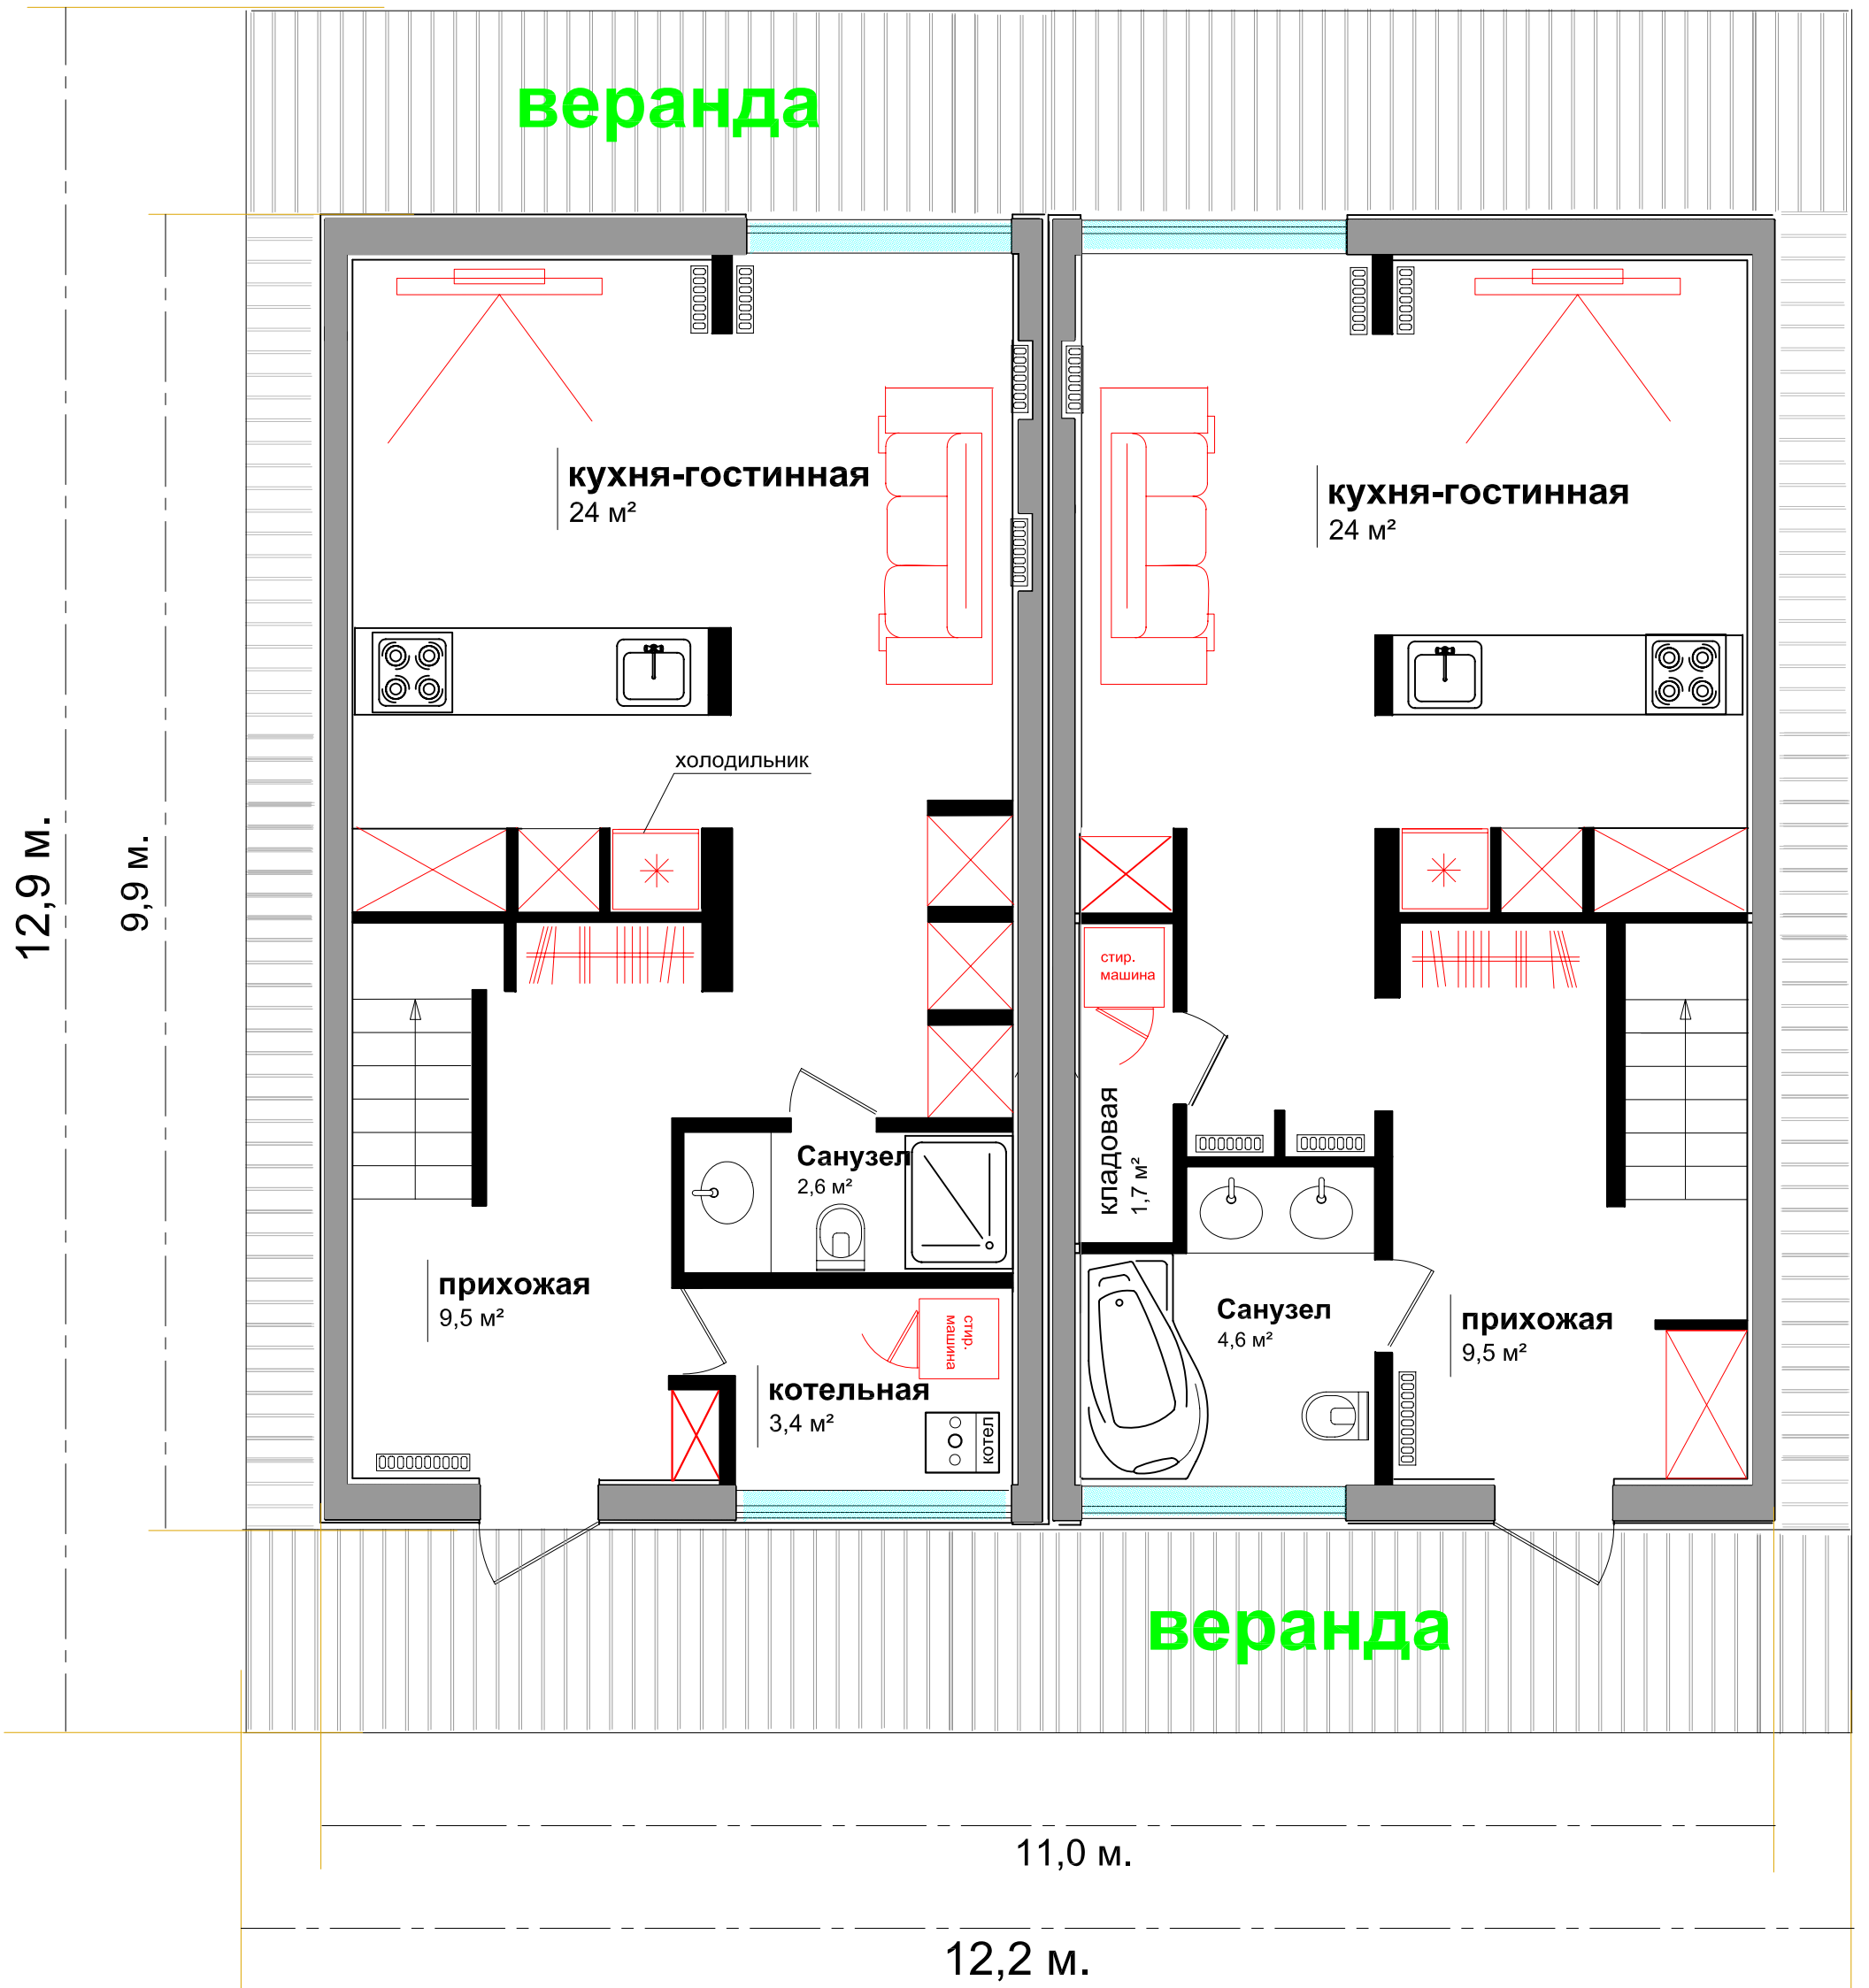 веранда
кухня-гостинная
24 м²
кухня-гостинная
24 м²
холодильник
12,9 м.
9,9 м.
стир.
машина
кладовая
1,7 м²
Санузел
2,6 м²
прихожая
9,5 м²
стир.
машина
котельная
3,4 м²
котел
Санузел
4,6 м²
прихожая
9,5 м²
веранда
11,0 м.
12,2 м.